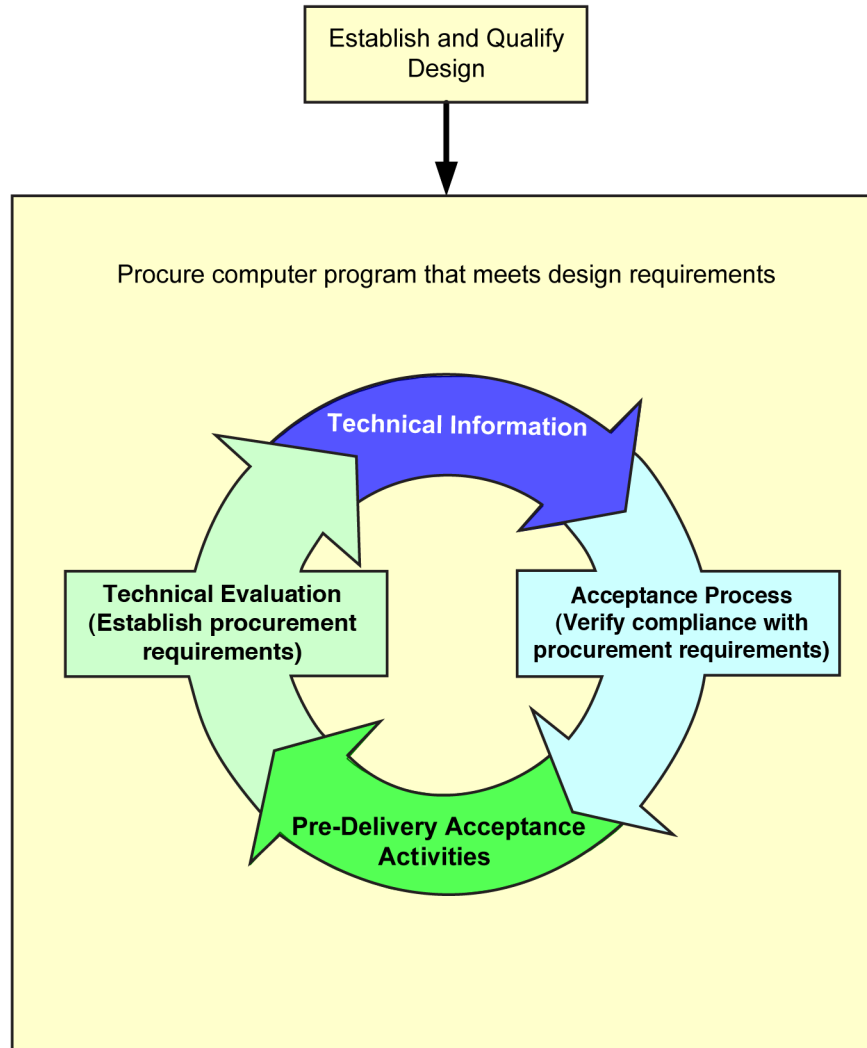 Establish and Qualify
Design
Procure computer program that meets design requirements
Technical Information
Technical Evaluation
(Establish procurement
requirements)
Acceptance Process
(Verify compliance with
procurement requirements)
Pre-Delivery Acceptance
Activities